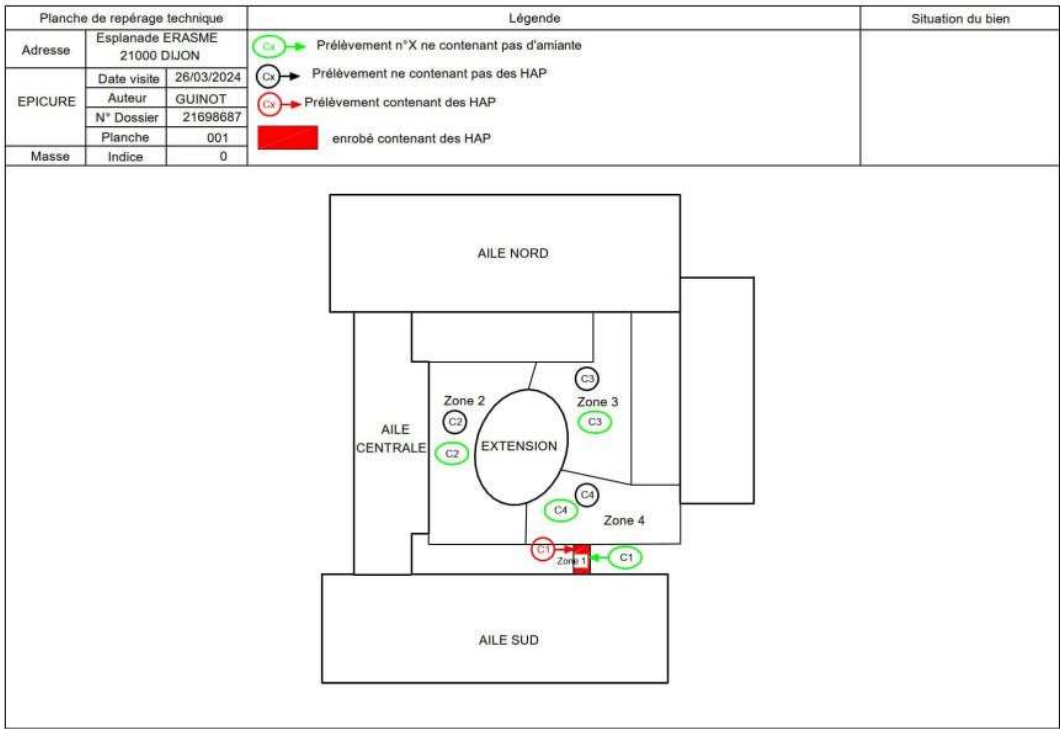 Planche de repérage technique
Légende
Situation du bien
Adresse
Esplanade ERASME
21000 DIJON
Cx
Prélèvement n°X ne contenant pas d'amiante
EPICURE
Date visite
26/03/2024
Cx
Prélèvement ne contenant pas des HAP
Auteur
GUINOT
Cx
Prélèvement contenant des HAP
N° Dossier
21698687
Planche
001
enrobé contenant des HAP
Masse
Indice
0
AILE NORD
C3
Zone 2
Zone 3
C2
C3
AILE
CENTRALE
EXTENSION
C2
C4
C4
Zone 4
C1
Zone 1
C1
AILE SUD